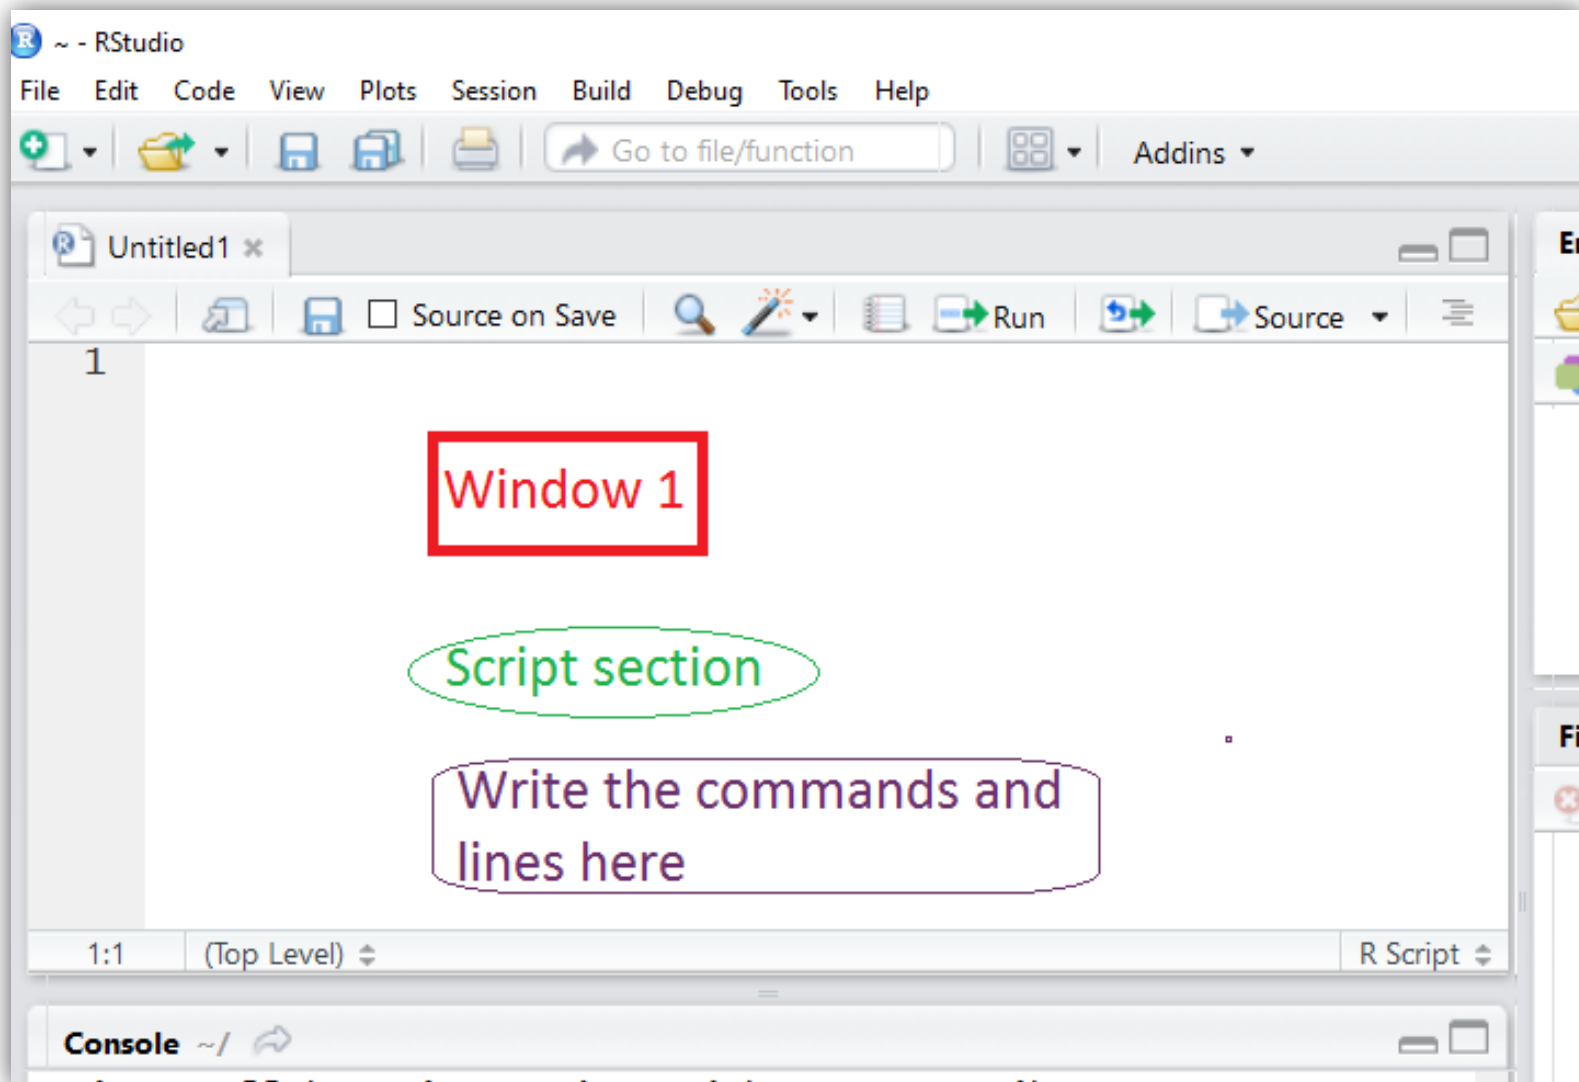 ~ - RStudio
File Edit Code View Plots Session Build Debug Tools Help
Go to file/function Addins
Untitled1
Source on Save Run Source
1
Window 1
Script section
Write the commands and
lines here
1:1 (Top Level) R Script
Console ~/